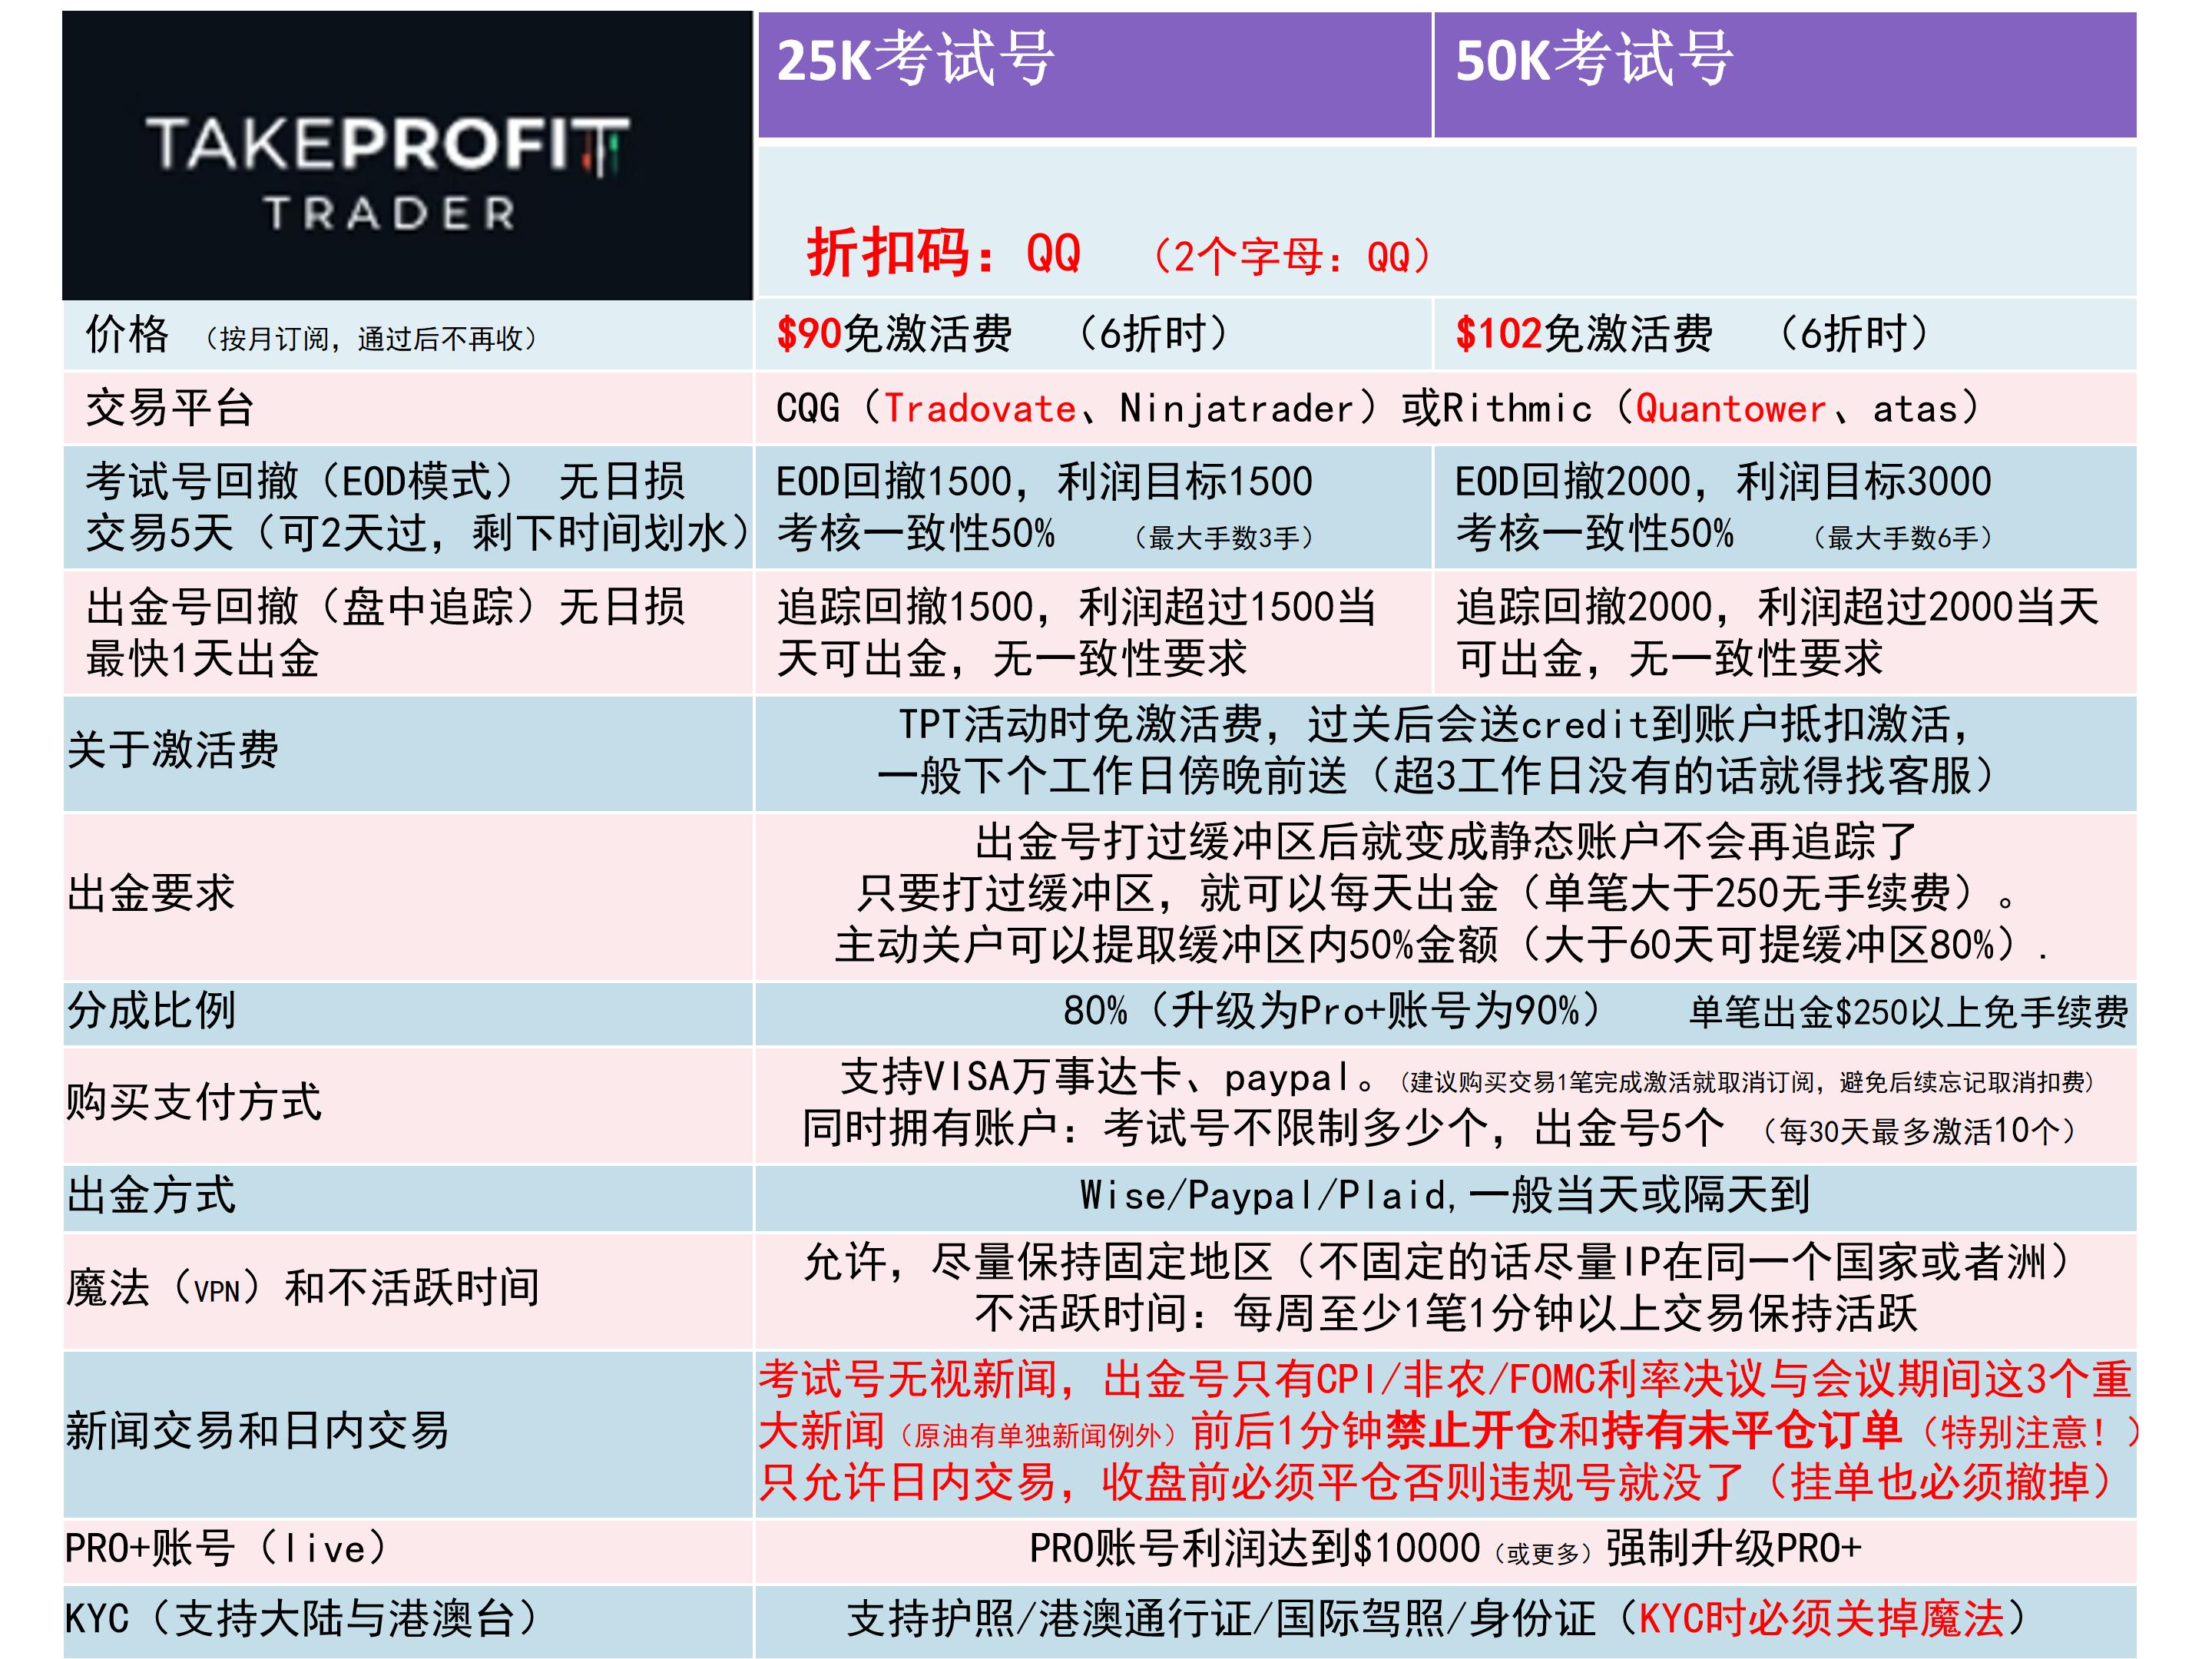 TAKEPROFIT
TRADER
25K考试号
50K考试号
折扣码：QQ （2个字母：QQ）
价格 （按月订阅，通过后不再收）
$90免激活费 （6折时）
$102免激活费 （6折时）
交易平台
CQG（Tradovate、Ninjatrader）或Rithmic（Quantower、atas）
考试号回撤（EOD模式） 无日损
交易5天（可2天过，剩下时间划水）
EOD回撤1500，利润目标1500
考核一致性50% （最大手数3手）
EOD回撤2000，利润目标3000
考核一致性50% （最大手数6手）
出金号回撤（盘中追踪）无日损
最快1天出金
追踪回撤1500，利润超过1500当
天可出金，无一致性要求
追踪回撤2000，利润超过2000当天
可出金，无一致性要求
关于激活费
TPT活动时免激活费，过关后会送credit到账户抵扣激活，
一般下个工作日傍晚前送（超3工作日没有的话就得找客服）
出金要求
出金号打过缓冲区后就变成静态账户不会再追踪了
只要打过缓冲区，就可以每天出金（单笔大于250无手续费）。
主动关户可以提取缓冲区内50%金额（大于60天可提缓冲区80%）.
分成比例
80%（升级为Pro+账号为90%） 单笔出金$250以上免手续费
购买支付方式
支持VISA万事达卡、paypal。（建议购买交易1笔完成激活就取消订阅，避免后续忘记取消扣费）
同时拥有账户：考试号不限制多少个，出金号5个 （每30天最多激活10个）
出金方式
Wise/Paypal/Plaid,一般当天或隔天到
魔法（VPN）和不活跃时间
允许，尽量保持固定地区（不固定的话尽量IP在同一个国家或者洲）
不活跃时间：每周至少1笔1分钟以上交易保持活跃
新闻交易和日内交易
考试号无视新闻，出金号只有CPI/非农/FOMC利率决议与会议期间这3个重
大新闻（原油有单独新闻例外）前后1分钟禁止开仓和持有未平仓订单（特别注意！）
只允许日内交易，收盘前必须平仓否则违规号就没了（挂单也必须撤掉）
PRO+账号（live）
PRO账号利润达到$10000（或更多）强制升级PRO+
KYC（支持大陆与港澳台）
支持护照/港澳通行证/国际驾照/身份证（KYC时必须关掉魔法）